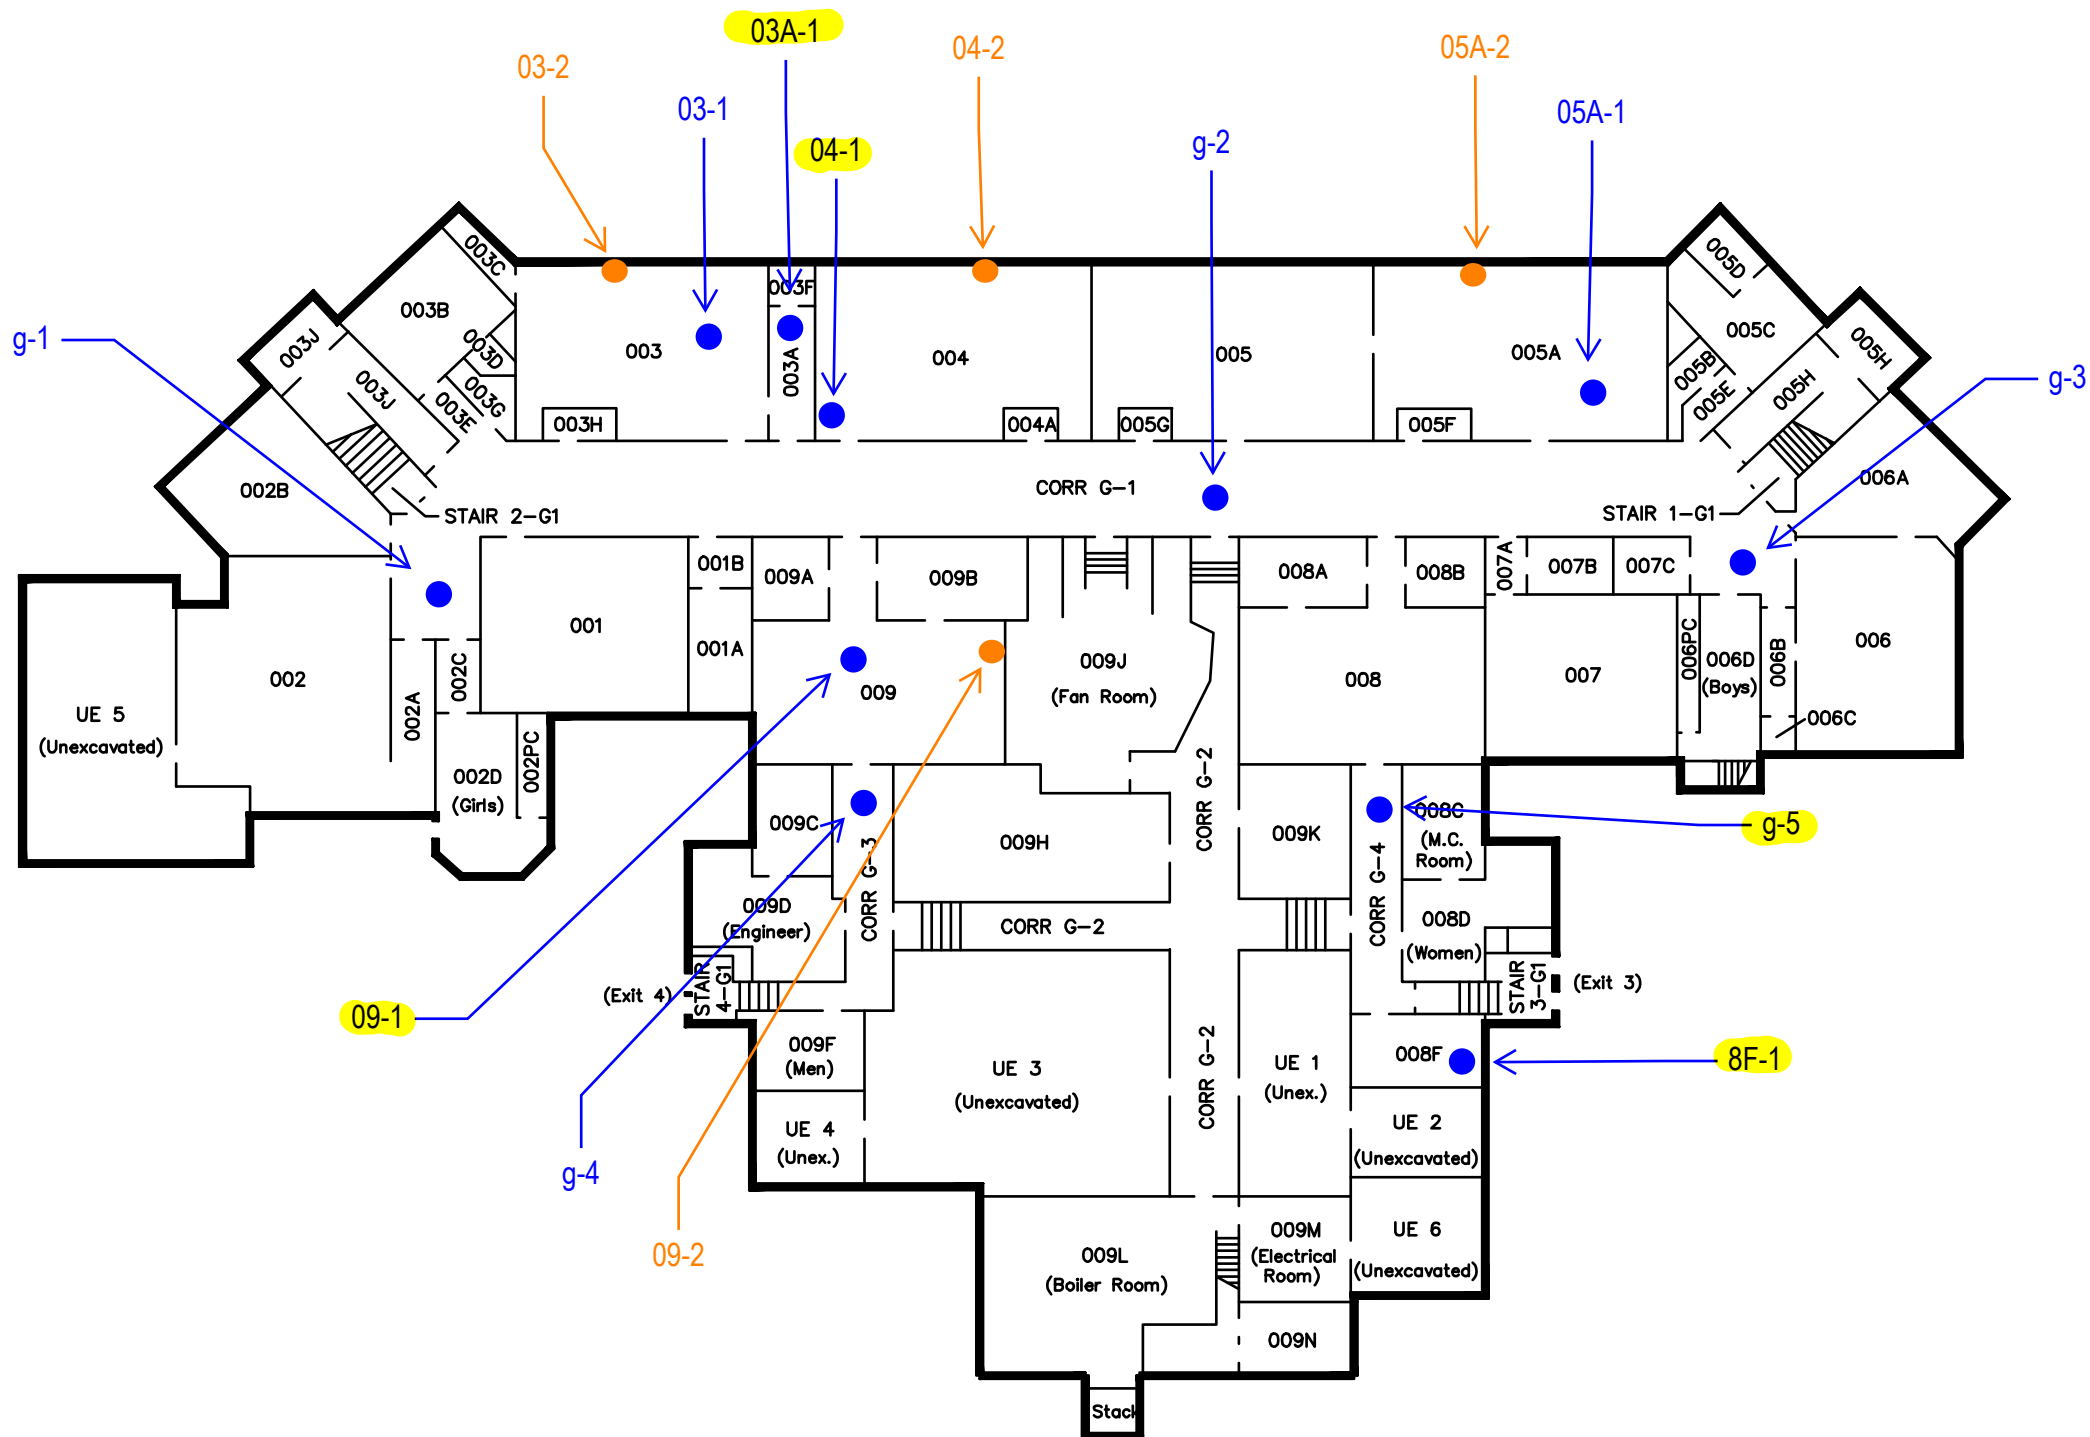 03A-1
04-2
05A-2
03-2
03-1
05A-1
04-1
g-2
g-1
g-3
003C
005D
003F
003B
005C
003J
005H
003D
003
003A
004
005
005A
005B
003J
005H
003G
003E
005E
003H
004A
005G
005F
002B
CORR G-1
006A
STAIR 2-G1
STAIR 1-G1
001B
009A
009B
008A
008B
007A
007B
007C
001
001A
002
002C
002A
009
009J
(Fan Room)
008
007
006PC
006D
(Boys)
006B
006
006C
UE 5
(Unexcavated)
002D
(Girls)
002PC
CORR G-2
009C
CORR G-3
009H
009K
CORR G-4
008C
(M.C.
Room)
g-5
009D
(Engineer)
CORR G-2
008D
(Women)
STAIR
4-G1
(Exit 4)
STAIR
3-G1
(Exit 3)
09-1
009F
(Men)
UE 3
(Unexcavated)
CORR G-2
UE 1
(Unex.)
008F
8F-1
UE 4
(Unex.)
UE 2
(Unexcavated)
g-4
09-2
009L
(Boiler Room)
009M
(Electrical
Room)
UE 6
(Unexcavated)
009N
Stack